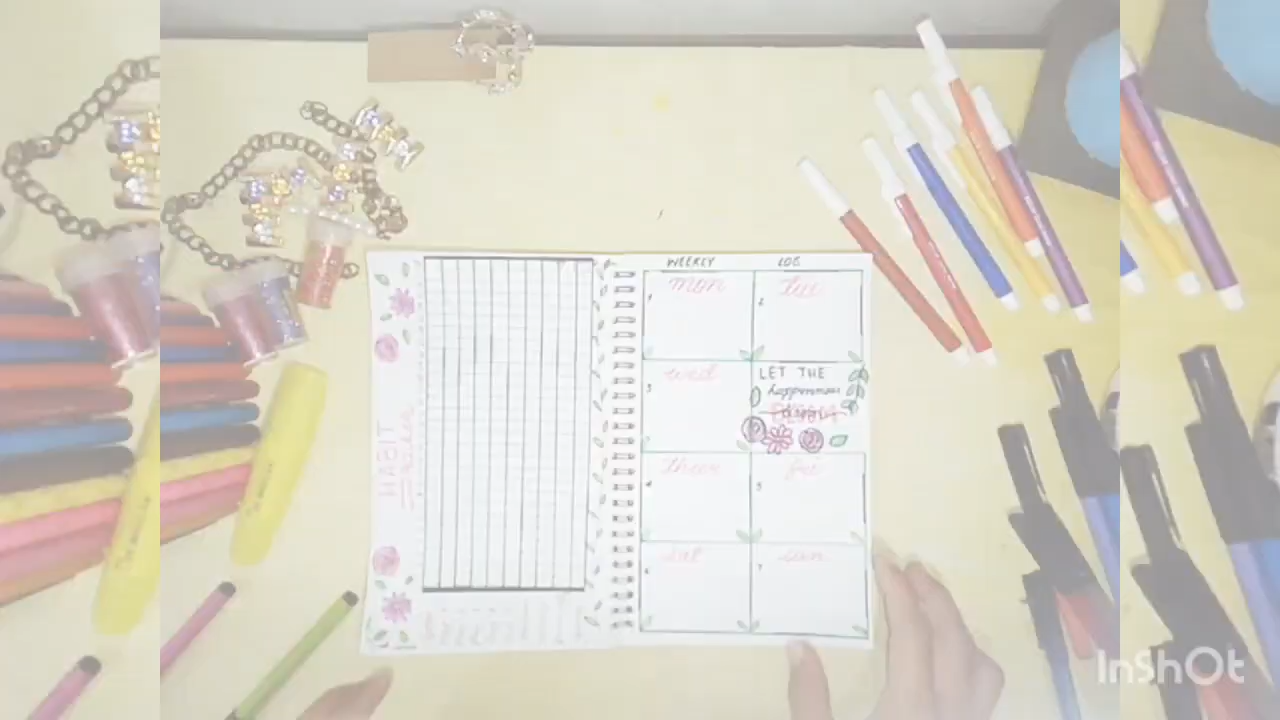 HABIT
WEEKLY LOG
mon
tue
1
2
wed
3
LET THE
happiness
thur
fri
4
5
sat
sun
6
7
InShOt